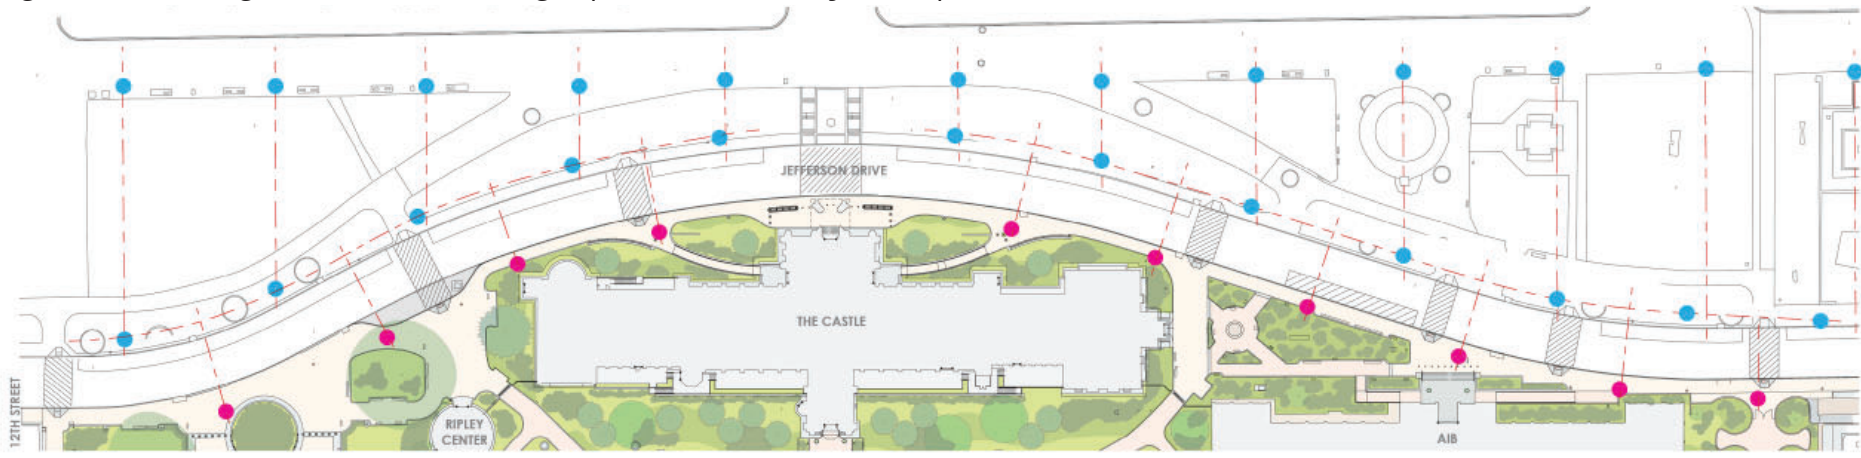 JEFFERSON DRIVE
THE CASTLE
12TH STREET
RIPLEY
CENTER
AIB